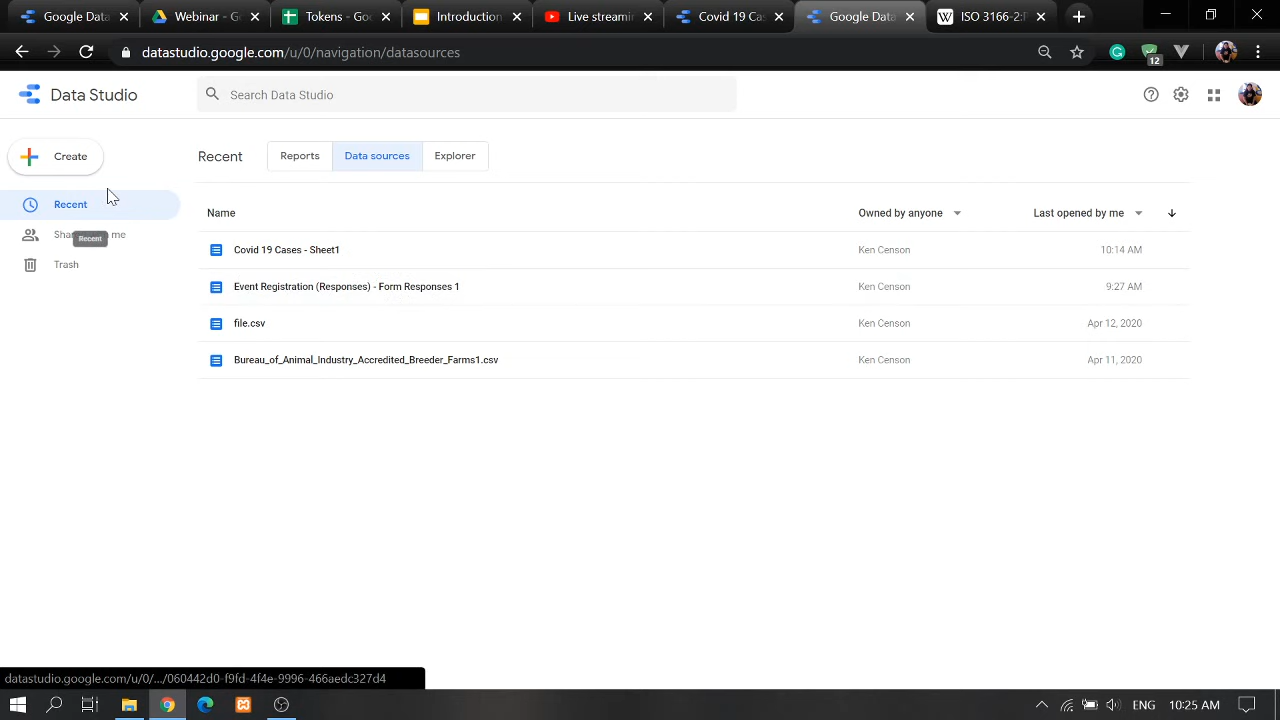 Google Data
Webinar - G
Tokens - Goo
Introduction
Live streamin
Covid 19 Cas
Google Data
W ISO 3166-2:P
datastudio.google.com/u/0/navigation/datasources
12
Data Studio
Search Data Studio
Create
Recent
Reports
Data sources
Explorer
Recent
Name
Owned by anyone
Last opened by me
me
Recent
Trash
Covid 19 Cases - Sheet1
Ken Censon
10:14 AM
Event Registration (Responses) - Form Responses 1
Ken Censon
9:27 AM
file.csv
Ken Censon
Apr 12, 2020
Bureau_of_Animal_Industry_Accredited_Breeder_Farms1.csv
Ken Censon
Apr 11, 2020
datastudio.google.com/u/0/.../060442d0-f9fd-4f4e-9996-466aedc327d4
ENG
10:25 AM